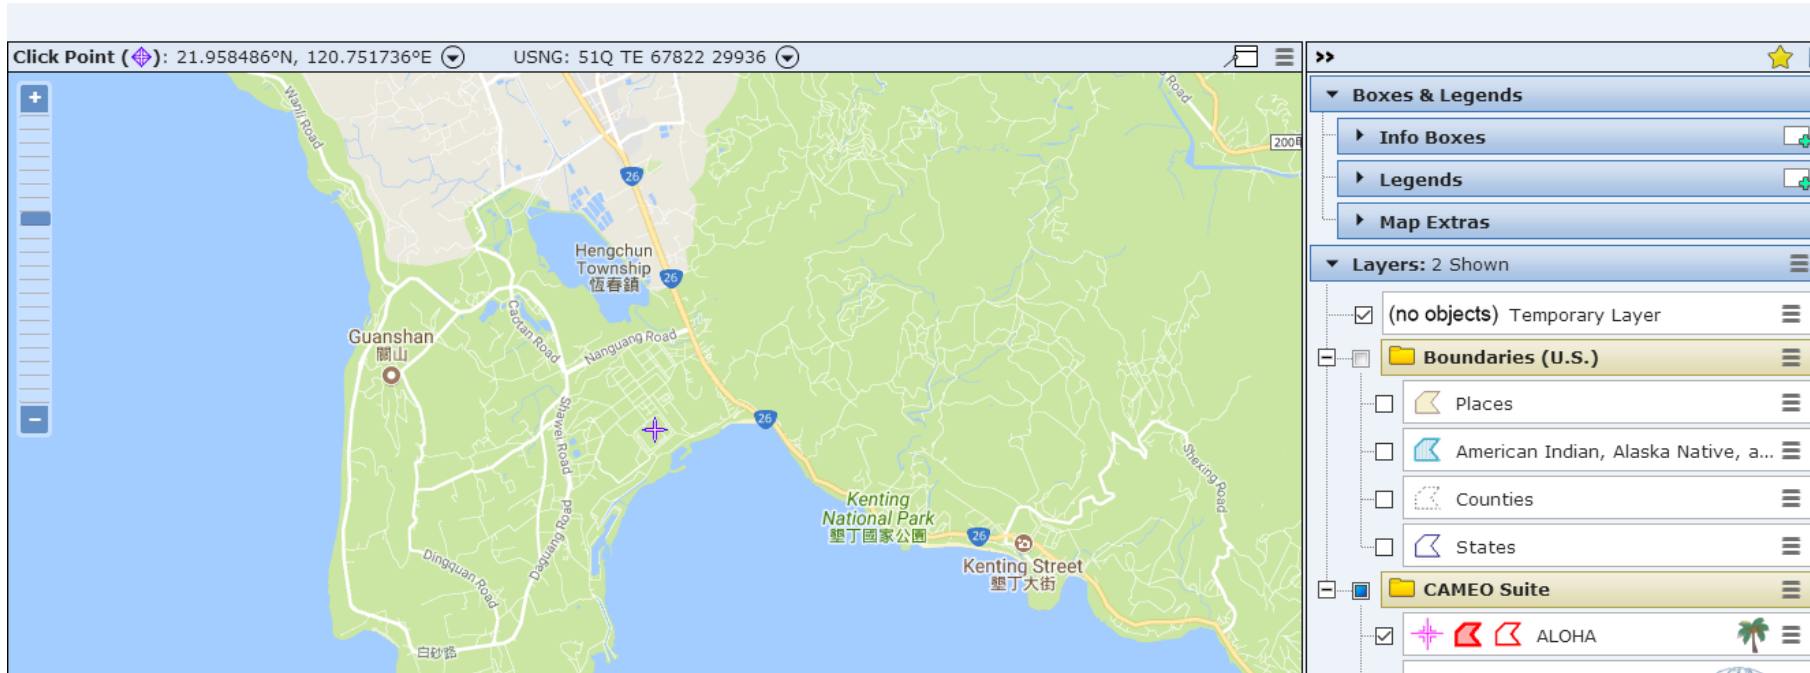 Click Point ( ): 21.958486°N, 120.751736°E
USNG: 51Q TE 67822 29936
Wanli Road
26
Road
200
Hengchun
Township
恆春鎮
26
Caotan Road
Nanguang Road
Guanshan
關山
26
Shawei Road
Shexing Road
Kenting
National Park
墾丁國家公園
26
Kenting Street
墾丁大街
Daguang Road
Dingquan Road
白砂路
Boxes & Legends
Info Boxes
Legends
Map Extras
Layers: 2 Shown
(no objects) Temporary Layer
Boundaries (U.S.)
Places
American Indian, Alaska Native, a...
Counties
States
CAMEO Suite
ALOHA